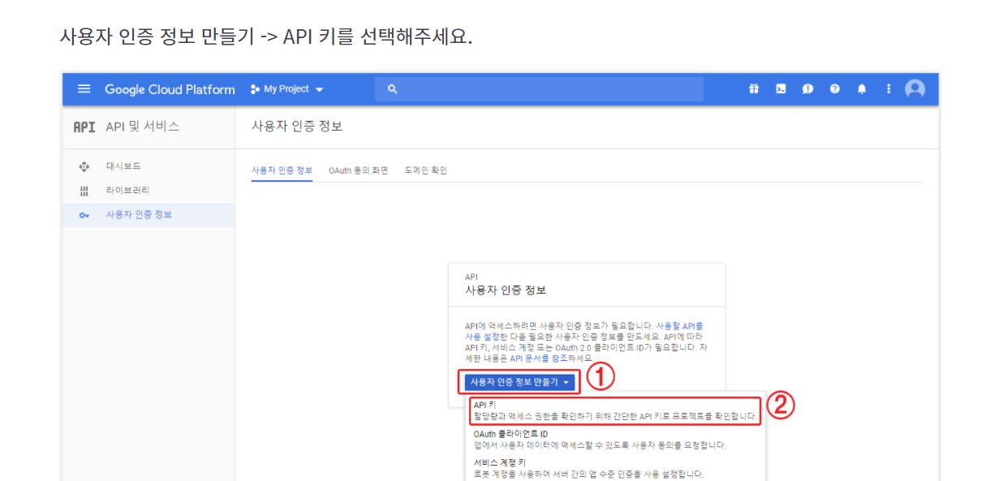 사용자 인증 정보 만들기 -> API 키를 선택해주세요.
Google Cloud Platform My Project
API API 및 서비스
사용자 인증 정보
대시보드
라이브러리
사용자 인증 정보
사용자 인증 정보 OAuth 동의 화면 도메인 확인
API
사용자 인증 정보
API에 액세스하려면 사용자 인증 정보가 필요합니다. 사용할 API를
사용 설정한 다음 필요한 사용자 인증 정보를 만드세요. API에 따라
API 키, 서비스 계정 또는 OAuth 2.0 클라이언트 ID가 필요합니다. 자
세한 내용은 API 문서를 참조하세요.
사용자 인증 정보 만들기 ①
API 키
할당량과 액세스 권한을 확인하기 위해 간단한 API 키로 프로젝트를 확인합니다.
②
OAuth 클라이언트 ID
앱에서 사용자 데이터에 액세스할 수 있도록 사용자 동의를 요청합니다.
서비스 계정 키
로봇 계정을 사용하여 서버 간의 앱 수준 인증을 사용 설정합니다.